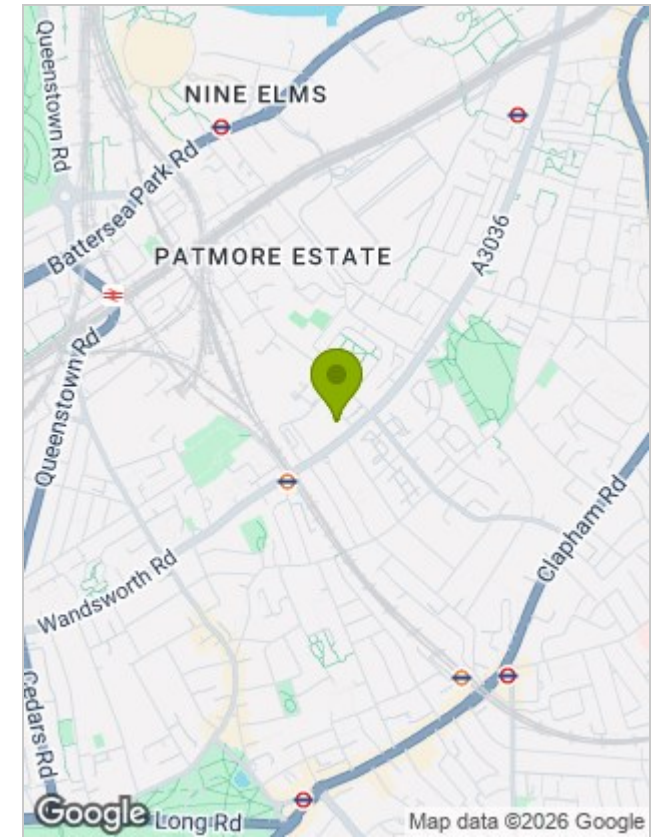 Queenstown Rd
NINE ELMS
Battersea Park Rd
A3036
PATMORE ESTATE
Queenstown Rd
Clapham Rd
Wandsworth Rd
Cedars Rd
Google
Long Rd
Map data ©2026 Google